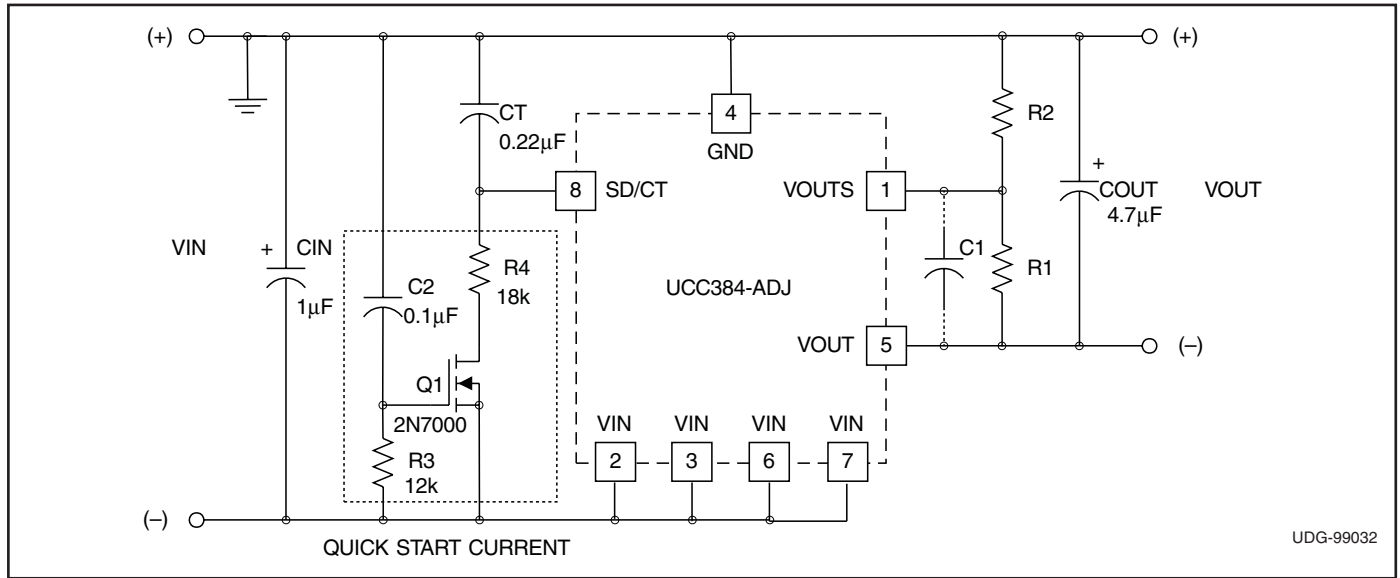 (+)
(+)
CT
0.22µF
4
GND
R2
8
SD/CT
VOUTS
1
+
COUT
4.7µF
VOUT
VIN
+
CIN
1µF
C2
0.1µF
R4
18k
UCC384-ADJ
C1
R1
VOUT
5
(–)
Q1
2N7000
R3
12k
VIN
VIN
VIN
VIN
2
3
6
7
(–)
QUICK START CURRENT
UDG-99032